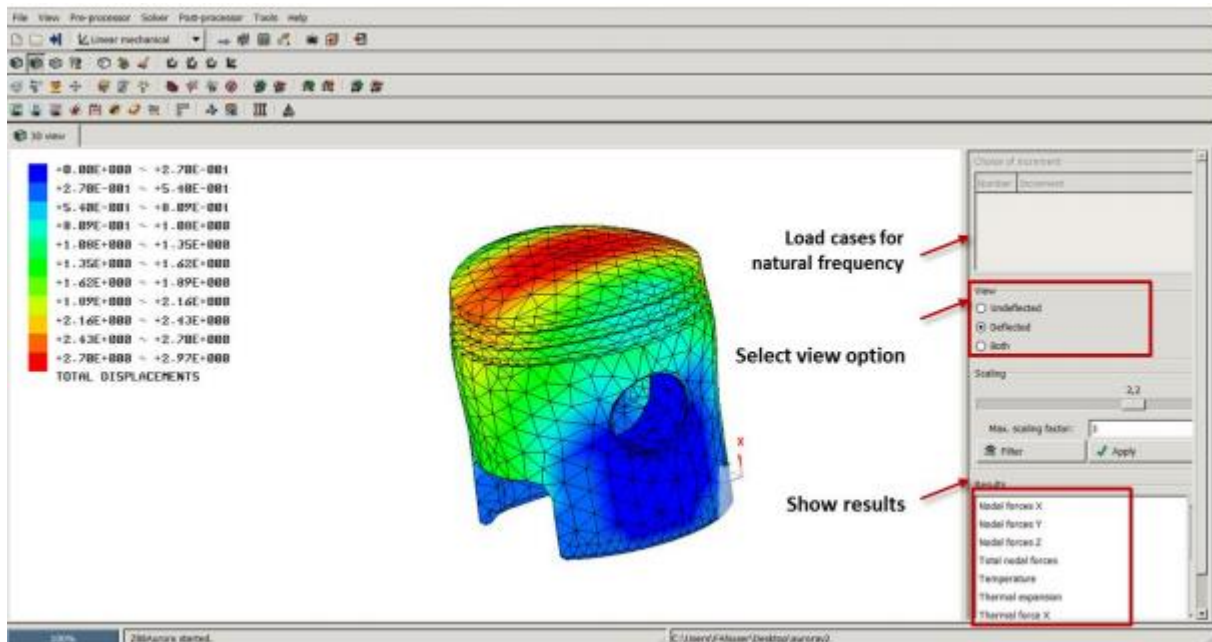 File View Pre-processor Solver Post-processor Tools Help
Linear mechanical
3D view
+0.00E+000 ~ +2.70E-001
+2.70E-001 ~ +5.40E-001
+5.40E-001 ~ +8.09E-001
+8.09E-001 ~ +1.08E+000
+1.08E+000 ~ +1.35E+000
+1.35E+000 ~ +1.62E+000
+1.62E+000 ~ +1.89E+000
+1.89E+000 ~ +2.16E+000
+2.16E+000 ~ +2.43E+000
+2.43E+000 ~ +2.70E+000
+2.70E+000 ~ +2.97E+000
TOTAL DISPLACEMENTS
X
Load cases for
natural frequency
Select view option
Show results
Choice of increment
Number Increment
View
Undeflected
Deflected
Both
Scaling
2,2
Max. scaling factor: 3
Filter Apply
Results
Nodal forces X
Nodal forces Y
Nodal forces Z
Total nodal forces
Temperature
Thermal expansion
Thermal force X
100% Z88Aurora started.